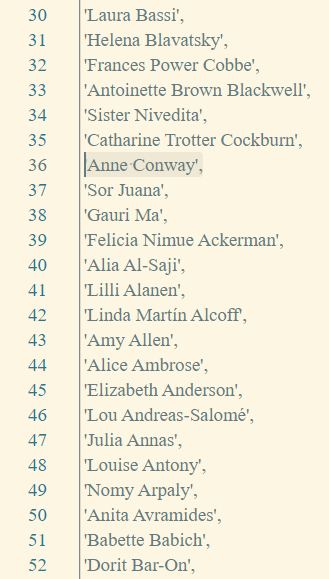 30 'Laura Bassi',
31 'Helena Blavatsky',
32 'Frances Power Cobbe',
33 'Antoinette Brown Blackwell',
34 'Sister Nivedita',
35 'Catharine Trotter Cockburn',
36 'Anne·Conway',
37 'Sor Juana',
38 'Gauri Ma',
39 'Felicia Nimue Ackerman',
40 'Alia Al-Saji',
41 'Lilli Alanen',
42 'Linda Martín Alcoff',
43 'Amy Allen',
44 'Alice Ambrose',
45 'Elizabeth Anderson',
46 'Lou Andreas-Salomé',
47 'Julia Annas',
48 'Louise Antony',
49 'Nomy Arpaly',
50 'Anita Avramides',
51 'Babette Babich',
52 'Dorit Bar-On',